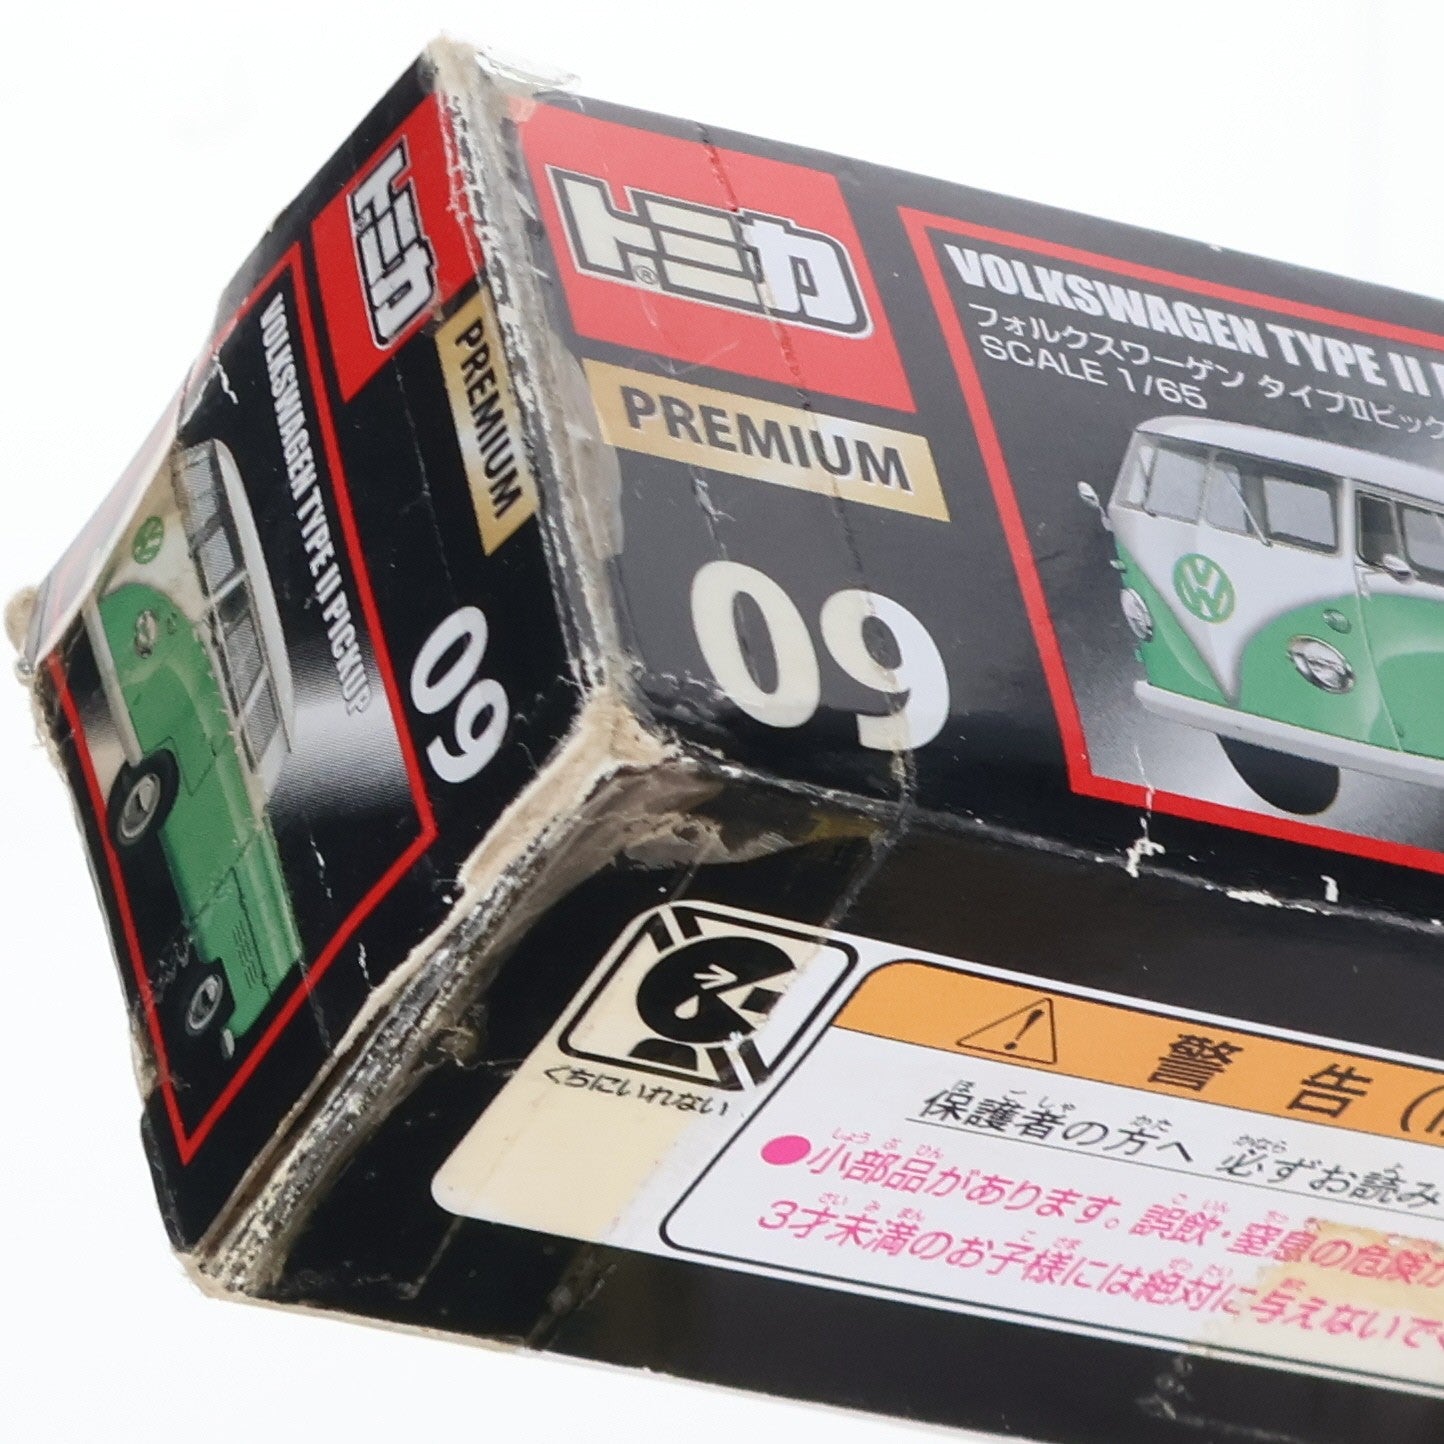 トミカ
PREMIUM
09
VOLKSWAGEN TYPE II PICKUP
トミカ®
PREMIUM
09
VOLKSWAGEN TYPE II
フォルクスワーゲン タイプIIピック
SCALE 1/65
くちにいれない
警告
保護者の方へ 必ずお読み
●小部品があります。誤飲・窒息の危険が
3才未満のお子様には絶対に与えないで